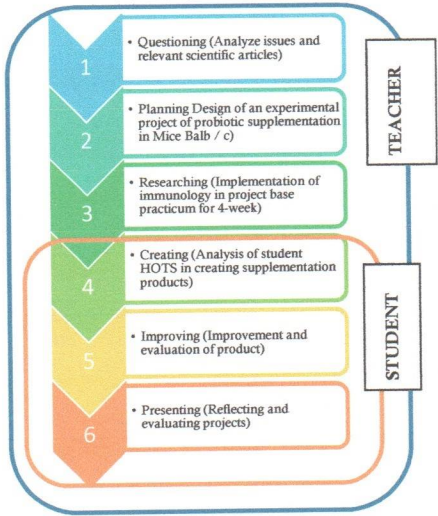 1
• Questioning (Analyze issues and
relevant scientific articles)
2
• Planning Design of an experimental
project of probiotic supplementation
in Mice Balb / c)
3
• Researching (Implementation of
immunology in project base
practicum for 4-week)
4
• Creating (Analysis of student
HOTS in creating supplementation
products)
5
• Improving (Improvement and
evaluation of product)
6
• Presenting (Reflecting and
evaluating projects)
TEACHER
STUDENT